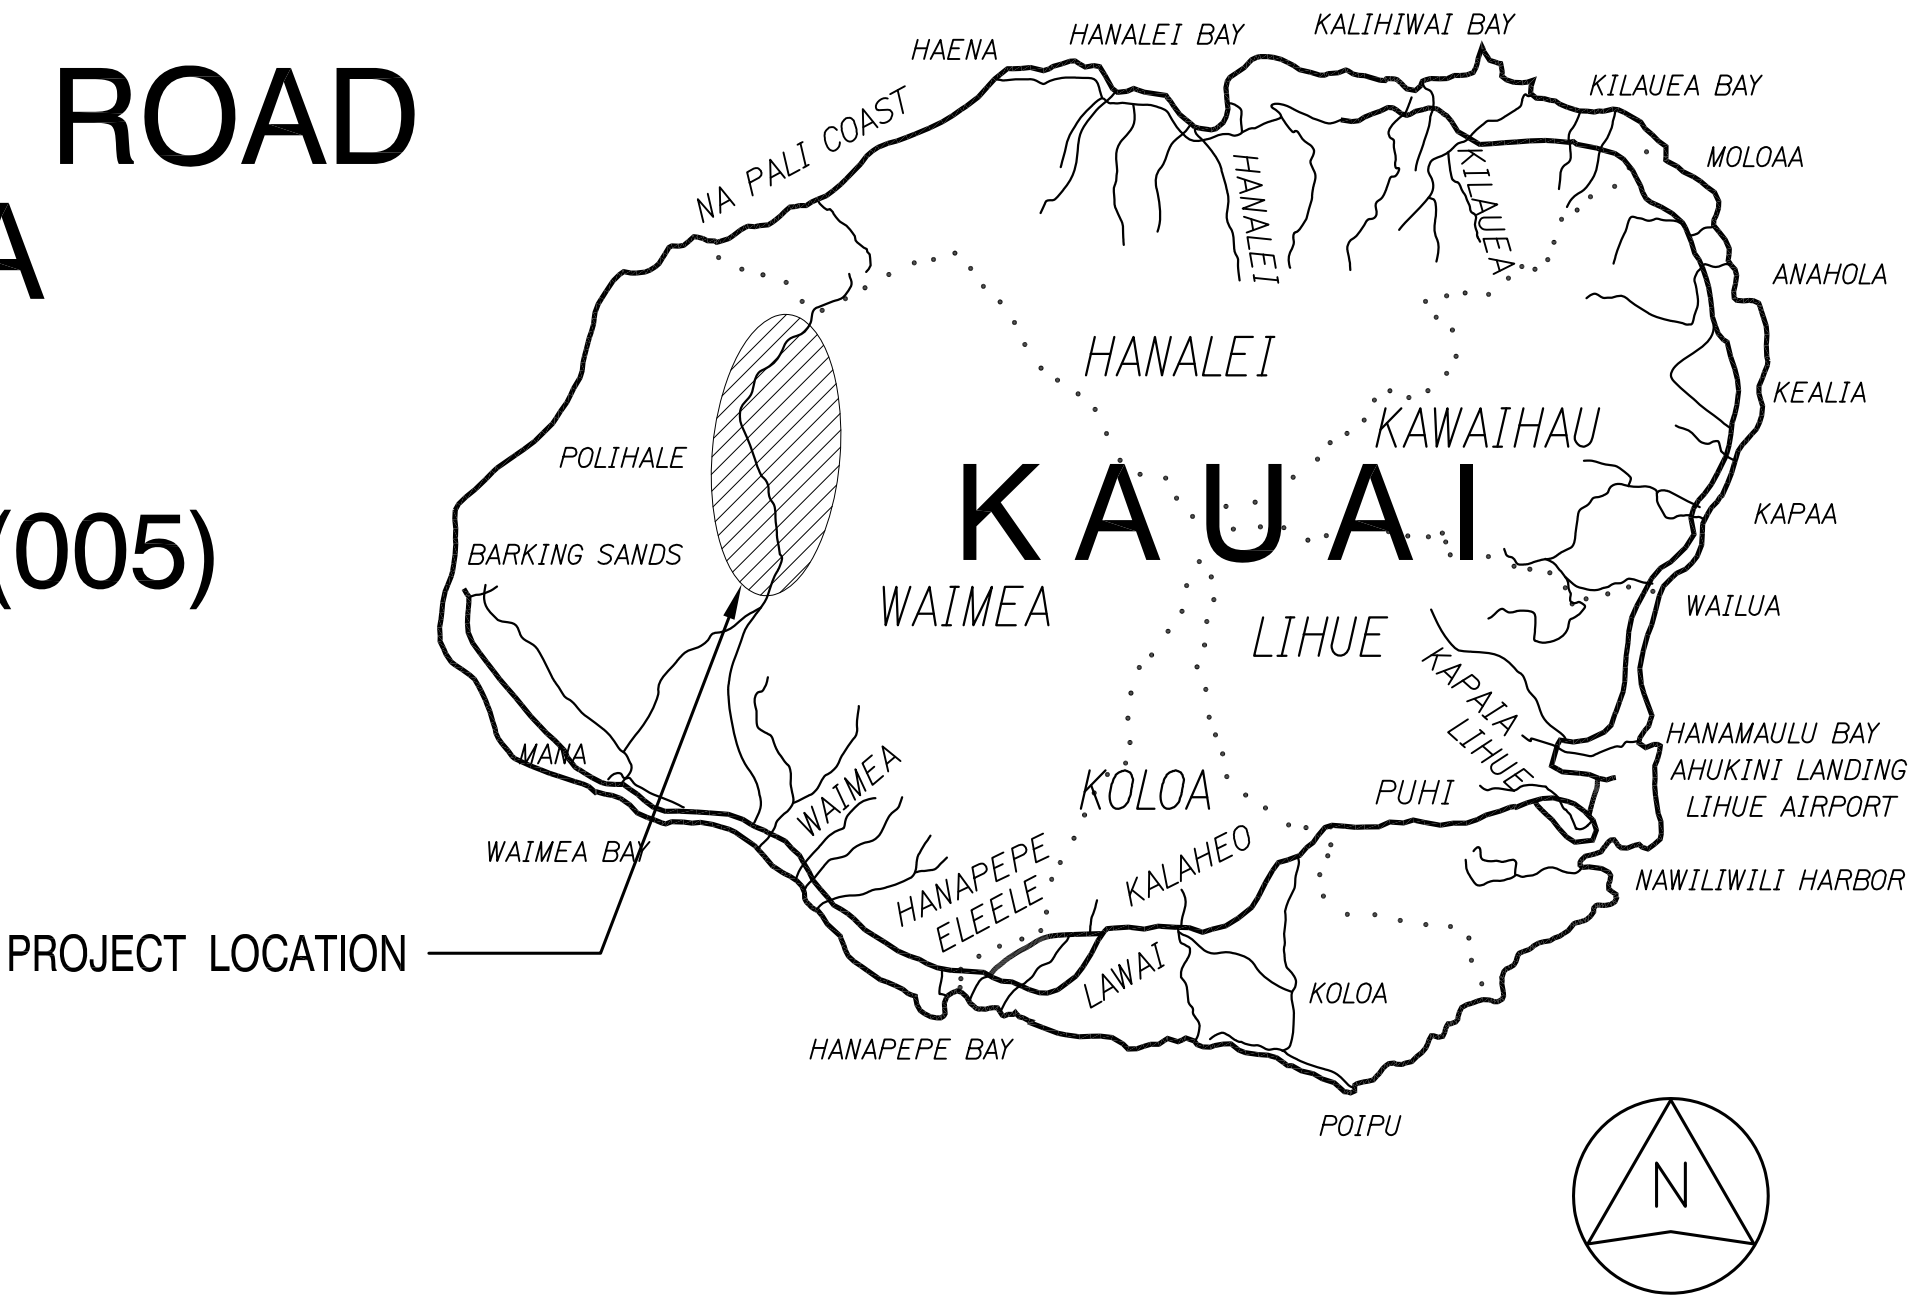 ROAD
A
(005)
HAENA
HANALEI BAY
KALIHIWAI BAY
KILAUEA BAY
NA PALI COAST
MOLOAA
HANALEI
KILAUEA
ANAHOLA
HANALEI
KEALIA
KAWAIHAU
POLIHALE
KAUAI
KAPAA
BARKING SANDS
WAIMEA
LIHUE
WAILUA
KAPAIA
LIHUE
HANAMAULU BAY
AHUKINI LANDING
LIHUE AIRPORT
MANA
WAIMEA
KOLOA
PUHI
WAIMEA BAY
HANAPEPE
ELEELE
KALAHEO
NAWILIWILI HARBOR
PROJECT LOCATION
LAWAI
KOLOA
HANAPEPE BAY
POIPU
N